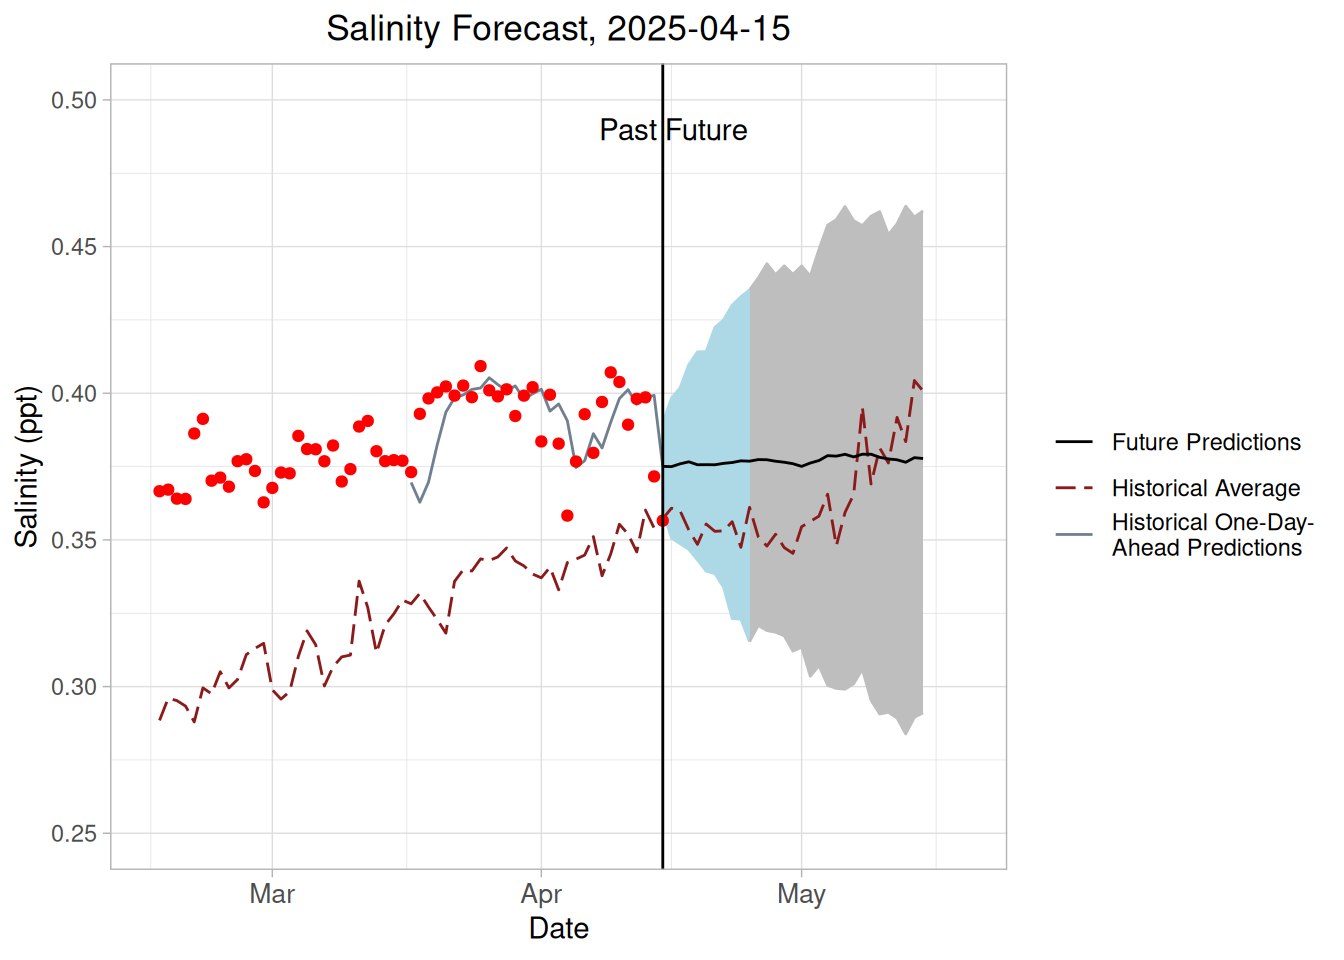 Salinity Forecast, 2025-04-15
0.50
Past Future
0.45
0.40
0.35
0.30
0.25
Salinity (ppt)
Mar
Apr
May
Date
Future Predictions
Historical Average
Historical One-Day-
Ahead Predictions